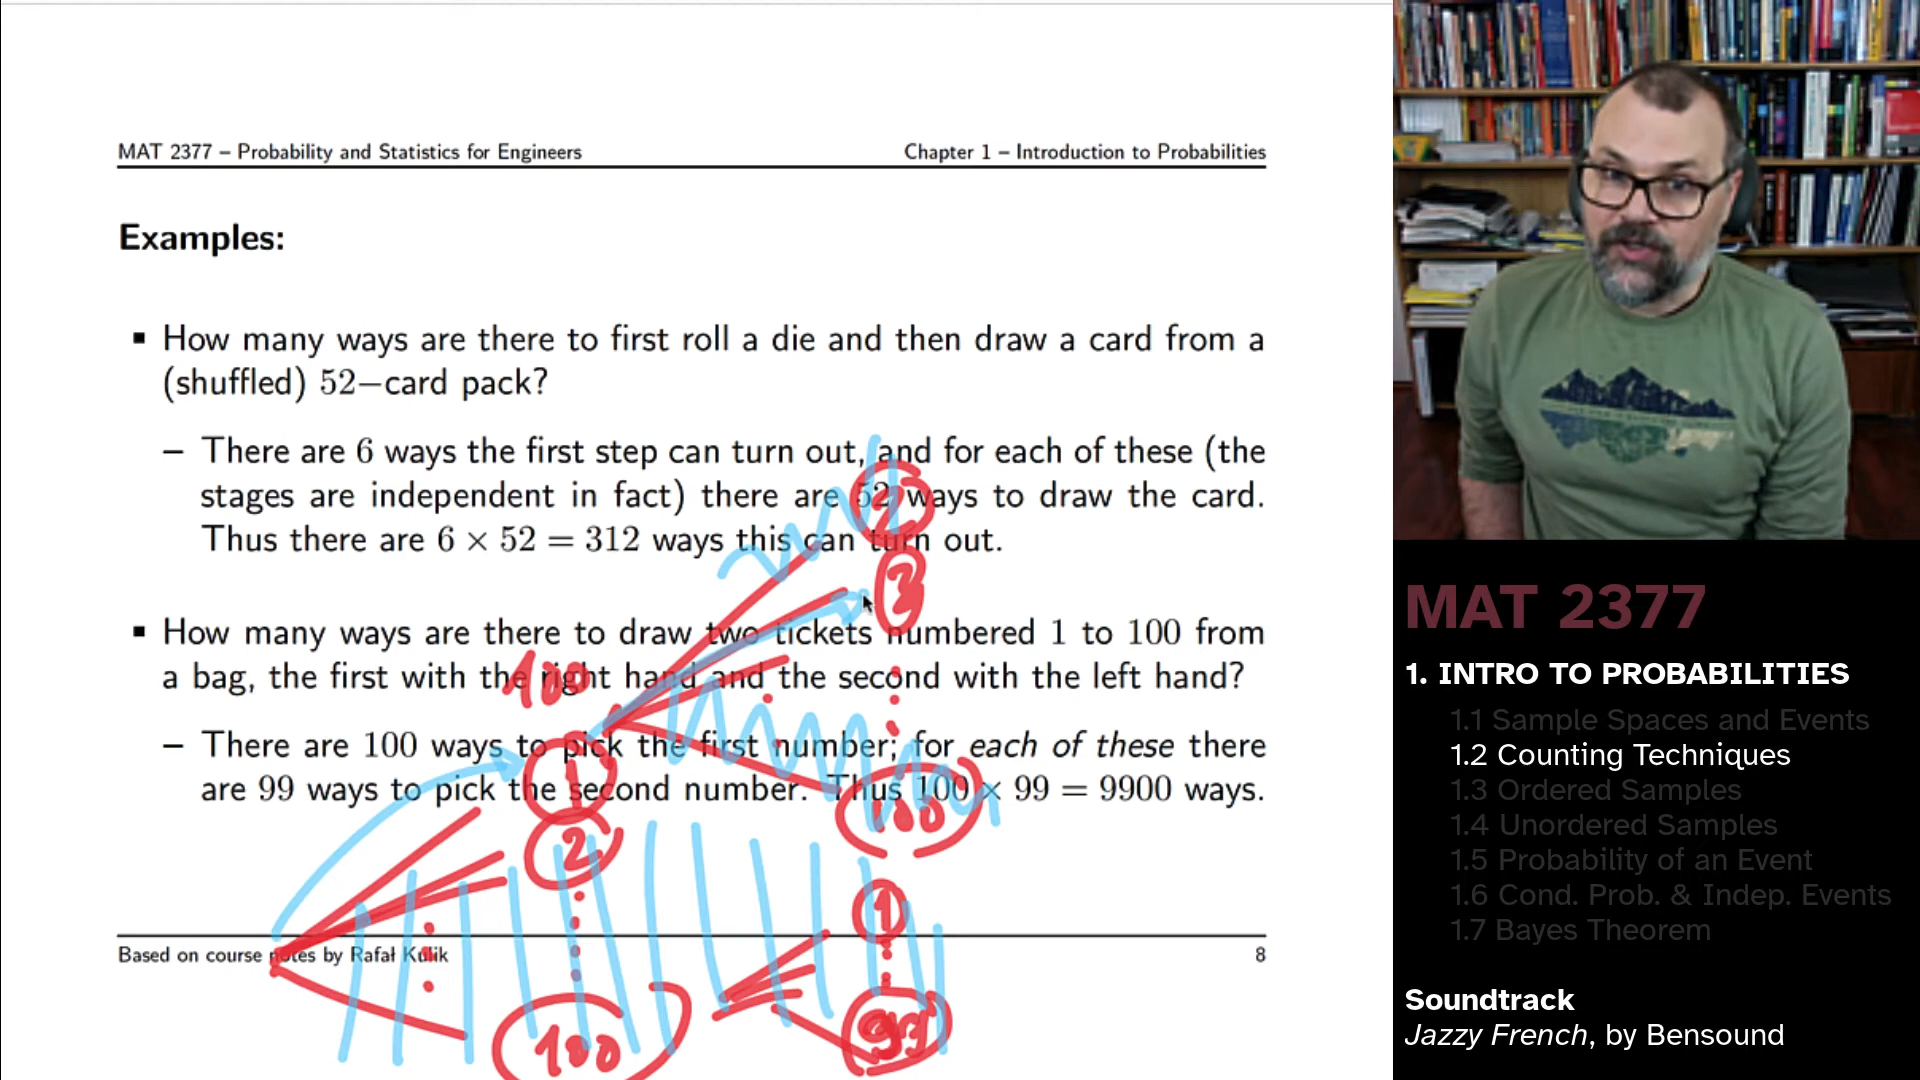 MAT 2377 – Probability and Statistics for Engineers
Chapter 1 – Introduction to Probabilities
Examples:
▪ How many ways are there to first roll a die and then draw a card from a
(shuffled) 52–card pack?
– There are 6 ways the first step can turn out, and for each of these (the
stages are independent in fact) there are 52 ways to draw the card.
Thus there are 6 × 52 = 312 ways this can turn out.
▪ How many ways are there to draw two tickets numbered 1 to 100 from
a bag, the first with the right hand and the second with the left hand?
– There are 100 ways to pick the first number; for each of these there
are 99 ways to pick the second number. Thus 100 × 99 = 9900 ways.
2
3
100
100
1
2
100
1
99
Based on course notes by Rafał Kulik
8
MAT 2377
1. INTRO TO PROBABILITIES
1.1 Sample Spaces and Events
1.2 Counting Techniques
1.3 Ordered Samples
1.4 Unordered Samples
1.5 Probability of an Event
1.6 Cond. Prob. & Indep. Events
1.7 Bayes Theorem
Soundtrack
Jazzy French, by Bensound